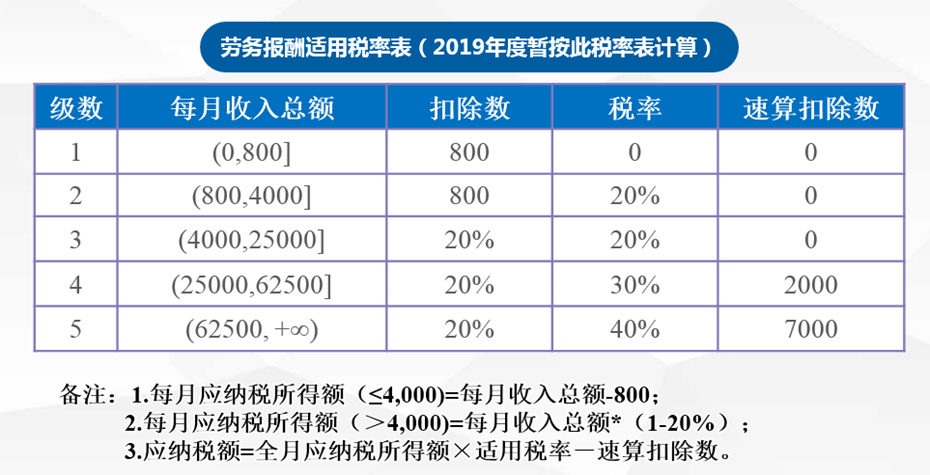 劳务报酬适用税率表（2019年度暂按此税率表计算）
级数 每月收入总额 扣除数 税率 速算扣除数
1 (0,800] 800 0 0
2 (800,4000] 800 20% 0
3 (4000,25000] 20% 20% 0
4 (25000,62500] 20% 30% 2000
5 (62500, +∞) 20% 40% 7000
备注：1.每月应纳税所得额（≤4,000)=每月收入总额-800；
2.每月应纳税所得额（＞4,000)=每月收入总额*（1-20%）；
3.应纳税额=全月应纳税所得额×适用税率－速算扣除数。